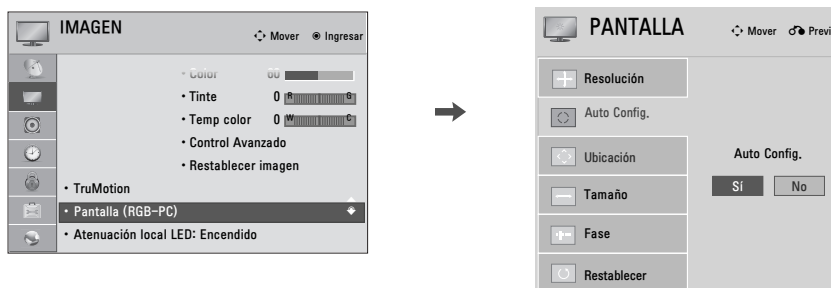 IMAGEN
Mover Ingresar
• Color 60
• Tinte 0 R G
• Temp color 0 W C
• Control Avanzado
• Restablecer imagen
• TruMotion
• Pantalla (RGB-PC)
• Atenuación local LED: Encendido
PANTALLA
Mover Previ
Resolución
Auto Config.
Ubicación
Tamaño
Fase
Restablecer
Auto Config.
Sí No